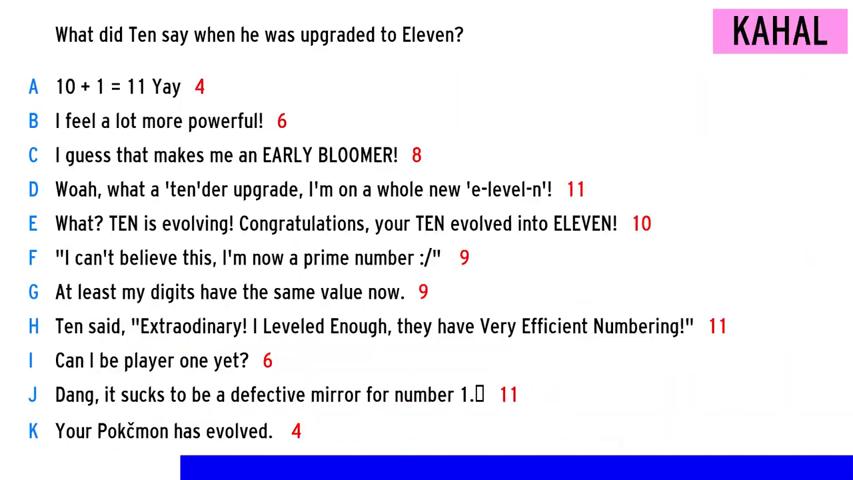 What did Ten say when he was upgraded to Eleven?
KAHAL
A 10 + 1 = 11 Yay 4
B I feel a lot more powerful! 6
C I guess that makes me an EARLY BLOOMER! 8
D Woah, what a 'ten'der upgrade, I'm on a whole new 'e-level-n'! 11
E What? TEN is evolving! Congratulations, your TEN evolved into ELEVEN! 10
F "I can't believe this, I'm now a prime number :/" 9
G At least my digits have the same value now. 9
H Ten said, "Extraodinary! I Leveled Enough, they have Very Efficient Numbering!" 11
I Can I be player one yet? 6
J Dang, it sucks to be a defective mirror for number 1.▯ 11
K Your Pokčmon has evolved. 4